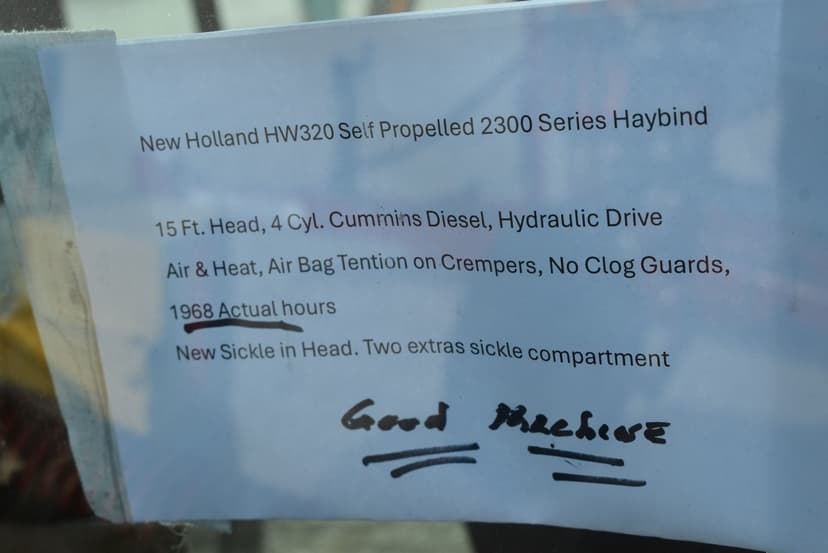 New Holland HW320 Self Propelled 2300 Series Haybind
15 Ft. Head, 4 Cyl. Cummins Diesel, Hydraulic Drive
Air & Heat, Air Bag Tention on Crempers, No Clog Guards,
1968 Actual hours
New Sickle in Head. Two extras sickle compartment
Good Machine